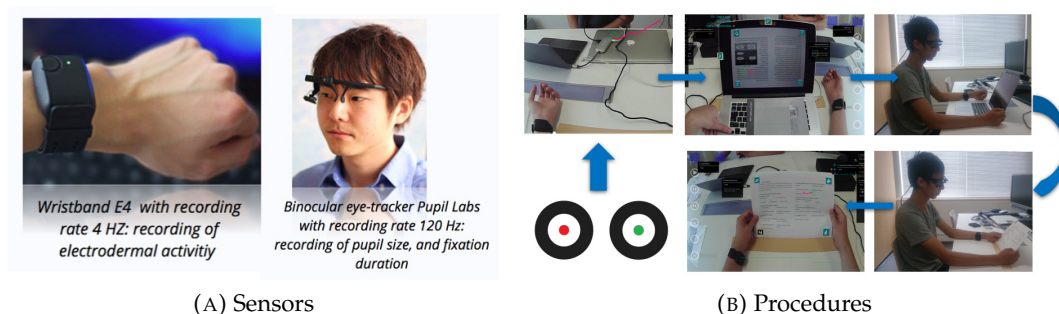 Wristband E4 with recording
rate 4 HZ: recording of
electrodermal activitiy
Binocular eye-tracker Pupil Labs
with recording rate 120 Hz:
recording of pupil size, and fixation
duration
(A) Sensors
(B) Procedures